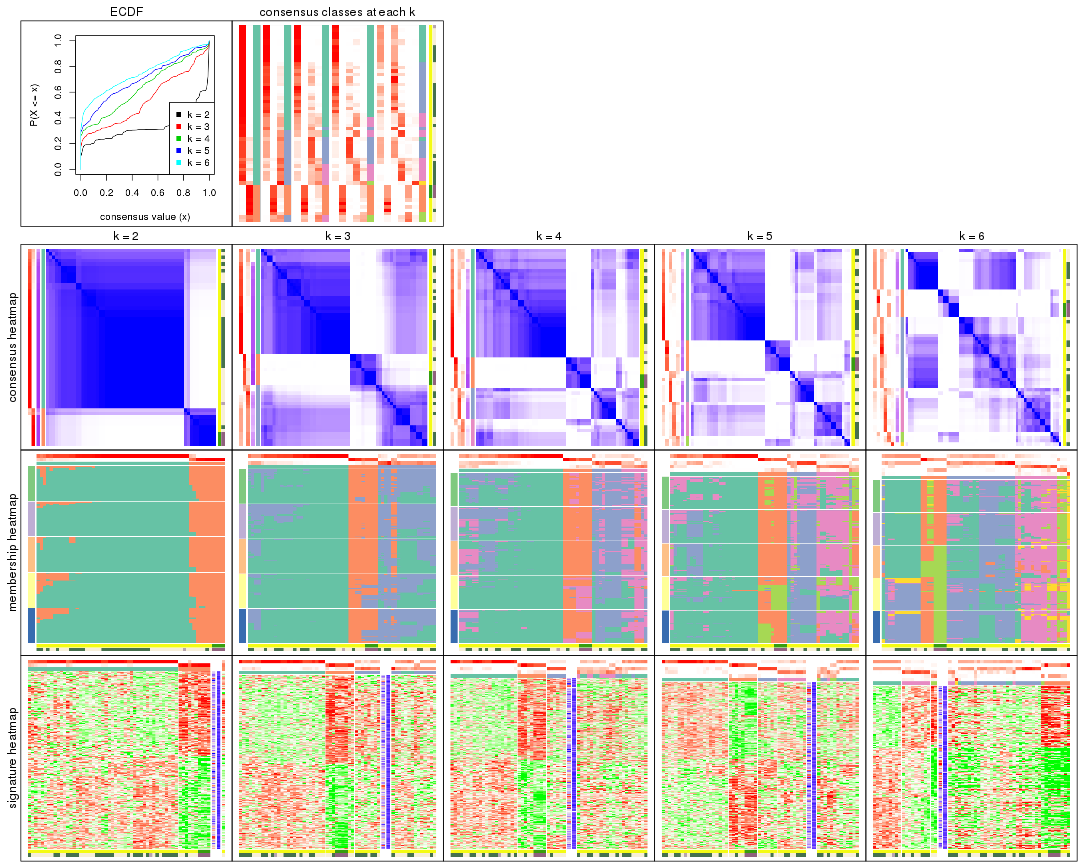 ECDF
consensus classes at each k
P(X <= x)
0.0 0.2 0.4 0.6 0.8 1.0
k = 2
k = 3
k = 4
k = 5
k = 6
0.0 0.2 0.4 0.6 0.8 1.0
consensus value (x)
k = 2
k = 3
k = 4
k = 5
k = 6
consensus heatmap
membership heatmap
signature heatmap